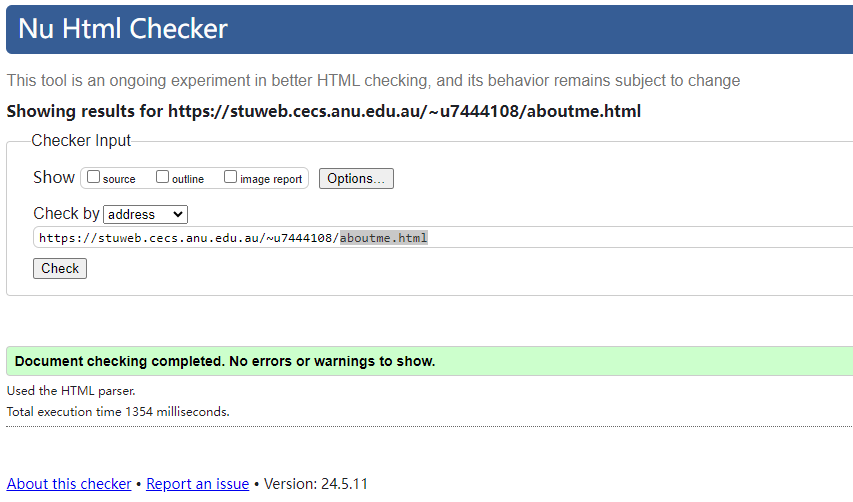 Nu Html Checker
This tool is an ongoing experiment in better HTML checking, and its behavior remains subject to change
Showing results for https://stuweb.cecs.anu.edu.au/~u7444108/aboutme.html
Checker Input
Show source outline image report Options...
Check by address
https://stuweb.cecs.anu.edu.au/~u7444108/aboutme.html
Check
Document checking completed. No errors or warnings to show.
Used the HTML parser.
Total execution time 1354 milliseconds.
About this checker • Report an issue • Version: 24.5.11